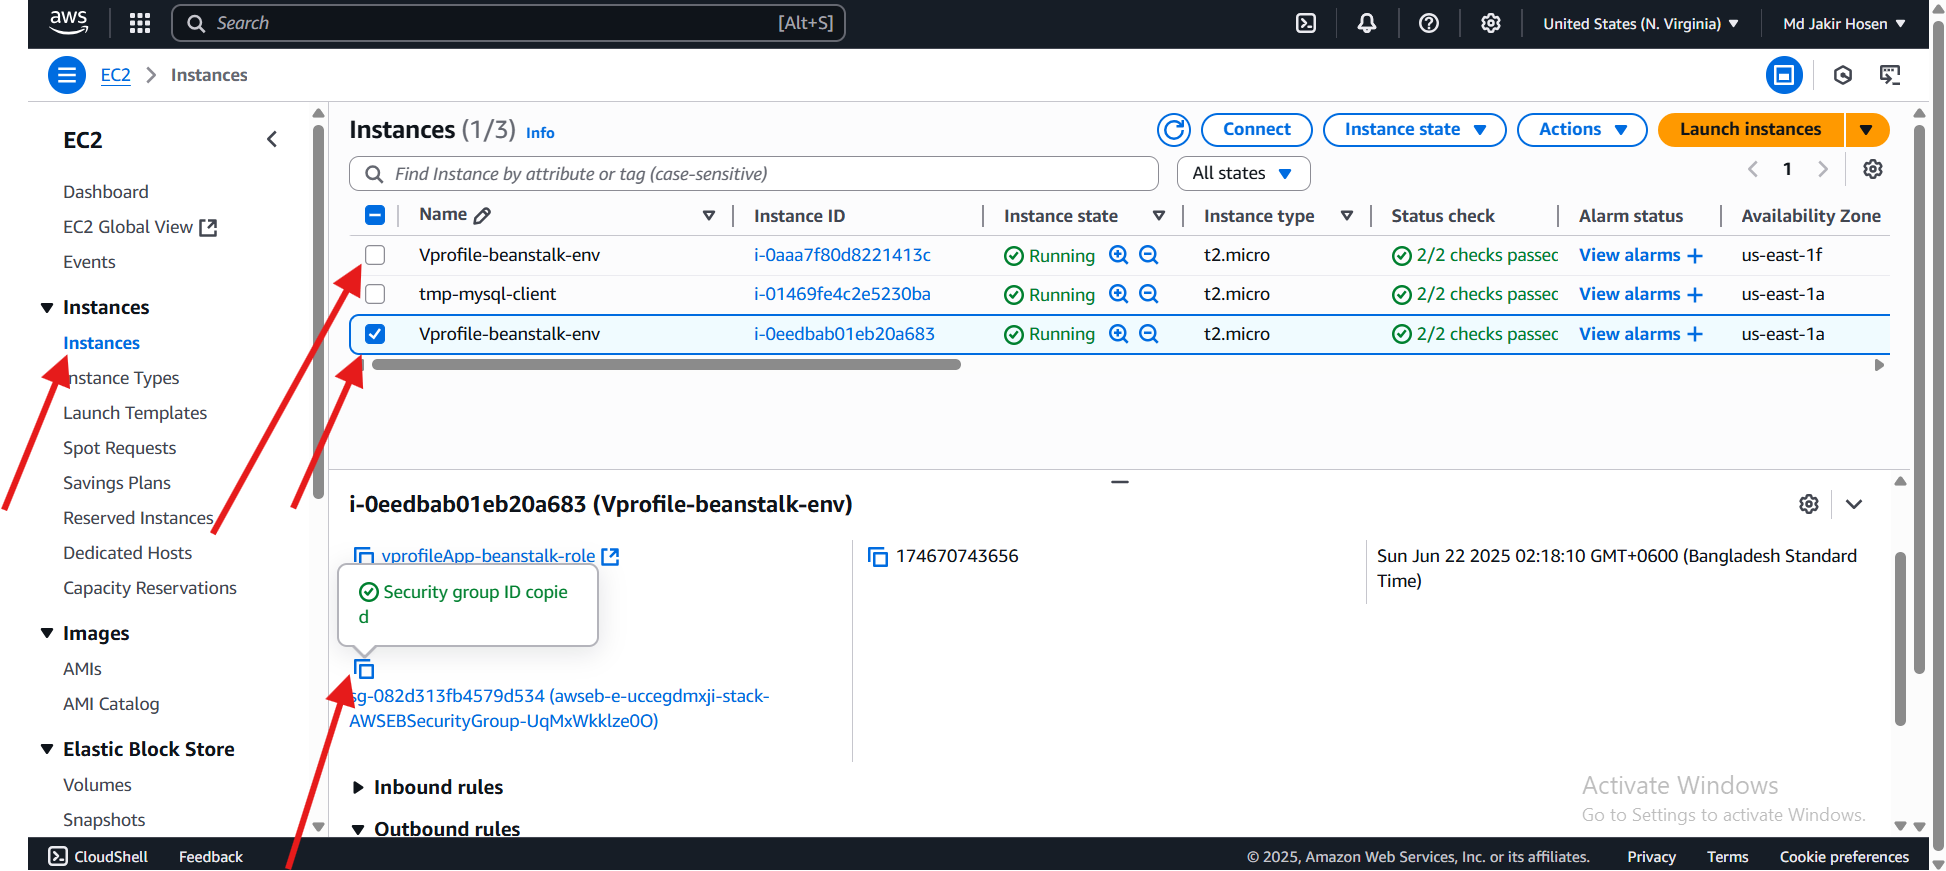 aws
Search [Alt+S]
United States (N. Virginia)
Md Jakir Hosen
EC2 > Instances
EC2
Dashboard
EC2 Global View
Events
Instances
Instances
Instance Types
Launch Templates
Spot Requests
Savings Plans
Reserved Instances
Dedicated Hosts
Capacity Reservations
Images
AMIs
AMI Catalog
Elastic Block Store
Volumes
Snapshots
Instances (1/3) Info
Connect
Instance state
Actions
Launch instances
Find Instance by attribute or tag (case-sensitive)
All states
1
Name Instance ID Instance state Instance type Status check Alarm status Availability Zone
Vprofile-beanstalk-env i-0aaa7f80d8221413c Running t2.micro 2/2 checks passec View alarms + us-east-1f
tmp-mysql-client i-01469fe4c2e5230ba Running t2.micro 2/2 checks passec View alarms + us-east-1a
Vprofile-beanstalk-env i-0eedbab01eb20a683 Running t2.micro 2/2 checks passec View alarms + us-east-1a
i-0eedbab01eb20a683 (Vprofile-beanstalk-env)
vprofileApp-beanstalk-role
174670743656
Sun Jun 22 2025 02:18:10 GMT+0600 (Bangladesh Standard
Time)
Security group ID copie
d
sg-082d313fb4579d534 (awseb-e-uccegdmxji-stack-
AWSEBSecurityGroup-UqMxWkklze0O)
Inbound rules
Outbound rules
Activate Windows
Go to Settings to activate Windows.
CloudShell Feedback
© 2025, Amazon Web Services, Inc. or its affiliates. Privacy Terms Cookie preferences